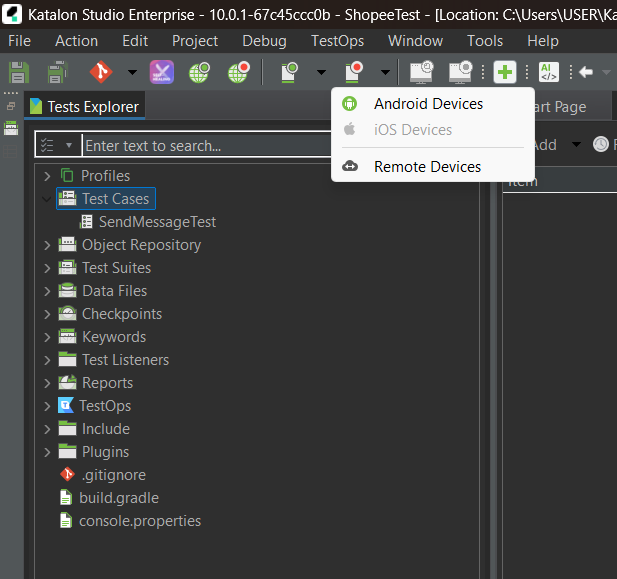 Katalon Studio Enterprise - 10.0.1-67c45ccc0b - ShopeeTest - [Location: C:\Users\USER\Ka
File Action Edit Project Debug TestOps Window Tools Help
AI
</>
Tests Explorer
art Page
Enter text to search...
Add
Item
Android Devices
iOS Devices
Remote Devices
Profiles
Test Cases
SendMessageTest
Object Repository
Test Suites
Data Files
Checkpoints
Keywords
Test Listeners
Reports
TestOps
Include
Plugins
.gitignore
build.gradle
console.properties